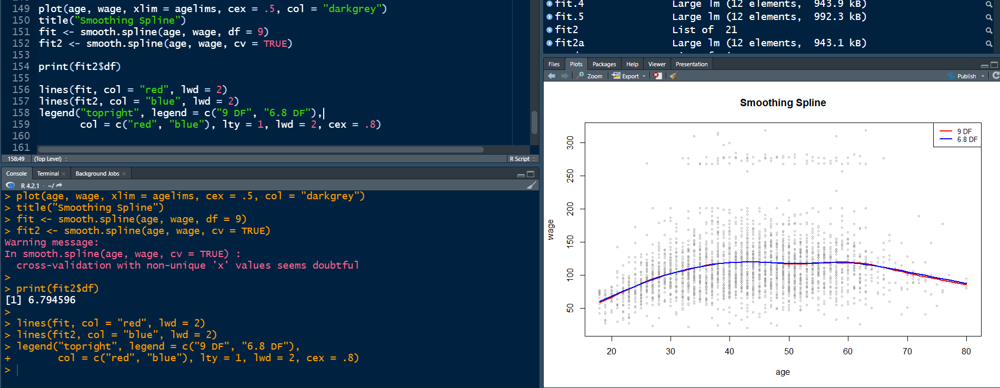 149 plot(age, wage, xlim = agelims, cex = .5, col = "darkgrey")
150 title("Smoothing Spline")
151 fit <- smooth.spline(age, wage, df = 9)
152 fit2 <- smooth.spline(age, wage, cv = TRUE)
153
154 print(fit2$df)
155
156 lines(fit, col = "red", lwd = 2)
157 lines(fit2, col = "blue", lwd = 2)
158 legend("topright", legend = c("9 DF", "6.8 DF"),
159 col = c("red", "blue"), lty = 1, lwd = 2, cex = .8)
160
161
158:49 (Top Level) R Script
Console Terminal Background Jobs
R 4.2.1 · ~/
> plot(age, wage, xlim = agelims, cex = .5, col = "darkgrey")
> title("Smoothing Spline")
> fit <- smooth.spline(age, wage, df = 9)
> fit2 <- smooth.spline(age, wage, cv = TRUE)
Warning message:
In smooth.spline(age, wage, cv = TRUE) :
cross-validation with non-unique 'x' values seems doubtful
>
> print(fit2$df)
[1] 6.794596
>
> lines(fit, col = "red", lwd = 2)
> lines(fit2, col = "blue", lwd = 2)
> legend("topright", legend = c("9 DF", "6.8 DF"),
+ col = c("red", "blue"), lty = 1, lwd = 2, cex = .8)
>
fit.4 Large lm (12 elements, 943.9 kB)
fit.5 Large lm (12 elements, 992.3 kB)
fit2 List of 21
fit2a Large lm (12 elements, 943.1 kB)
Files Plots Packages Help Viewer Presentation
Zoom Export Publish
Smoothing Spline
9 DF
6.8 DF
wage
300
250
200
150
100
50
20 30 40 50 60 70 80
age